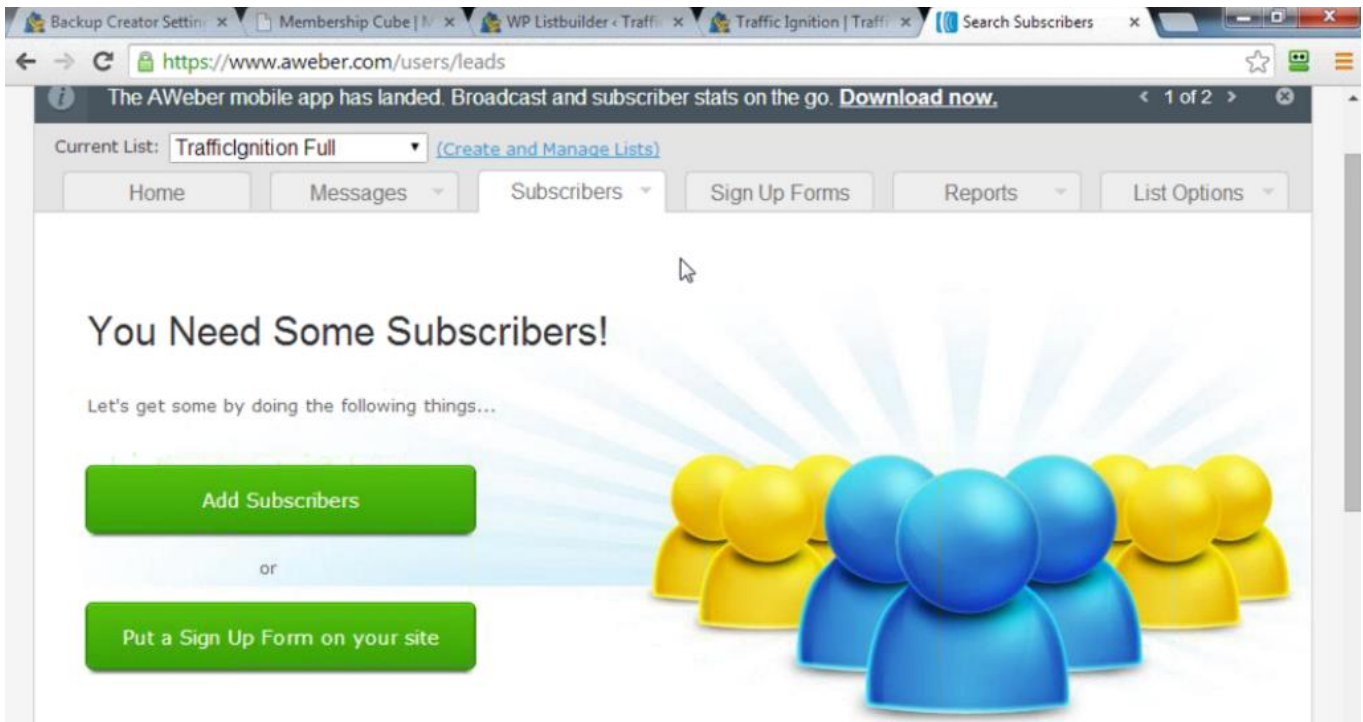 Backup Creator Settin
Membership Cube | M
WP Listbuilder ‹ Traffic
Traffic Ignition | Traffi
Search Subscribers
https://www.aweber.com/users/leads
The AWeber mobile app has landed. Broadcast and subscriber stats on the go. Download now.
< 1 of 2 >
Current List: TrafficIgnition Full (Create and Manage Lists)
Home Messages Subscribers Sign Up Forms Reports List Options
You Need Some Subscribers!
Let's get some by doing the following things...
Add Subscribers
or
Put a Sign Up Form on your site